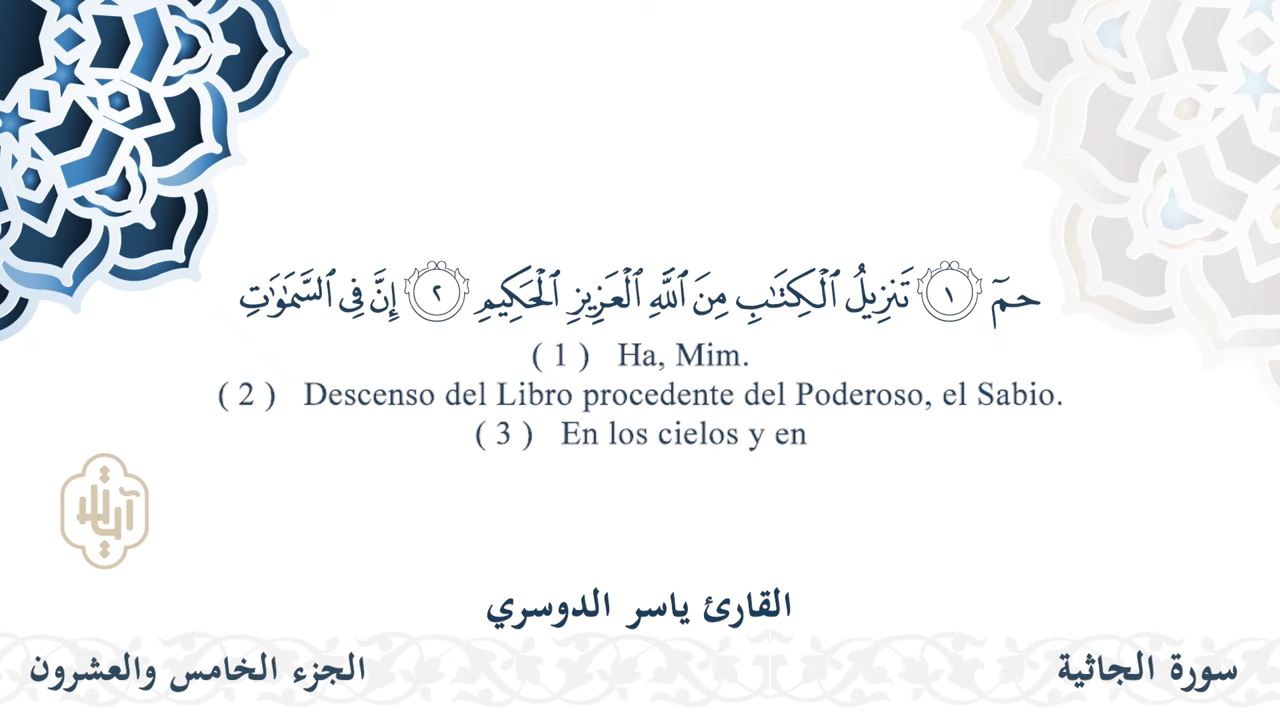 حمٓ ١ تَنزِيلُ ٱلْكِتَٰبِ مِنَ ٱللَّهِ ٱلْعَزِيزِ ٱلْحَكِيمِ ٢ إِنَّ فِى ٱلسَّمَٰوَٰتِ
( 1 ) Ha, Mim.
( 2 ) Descenso del Libro procedente del Poderoso, el Sabio.
( 3 ) En los cielos y en
القارئ ياسر الدوسري
سورة الجاثية
الجزء الخامس والعشرون